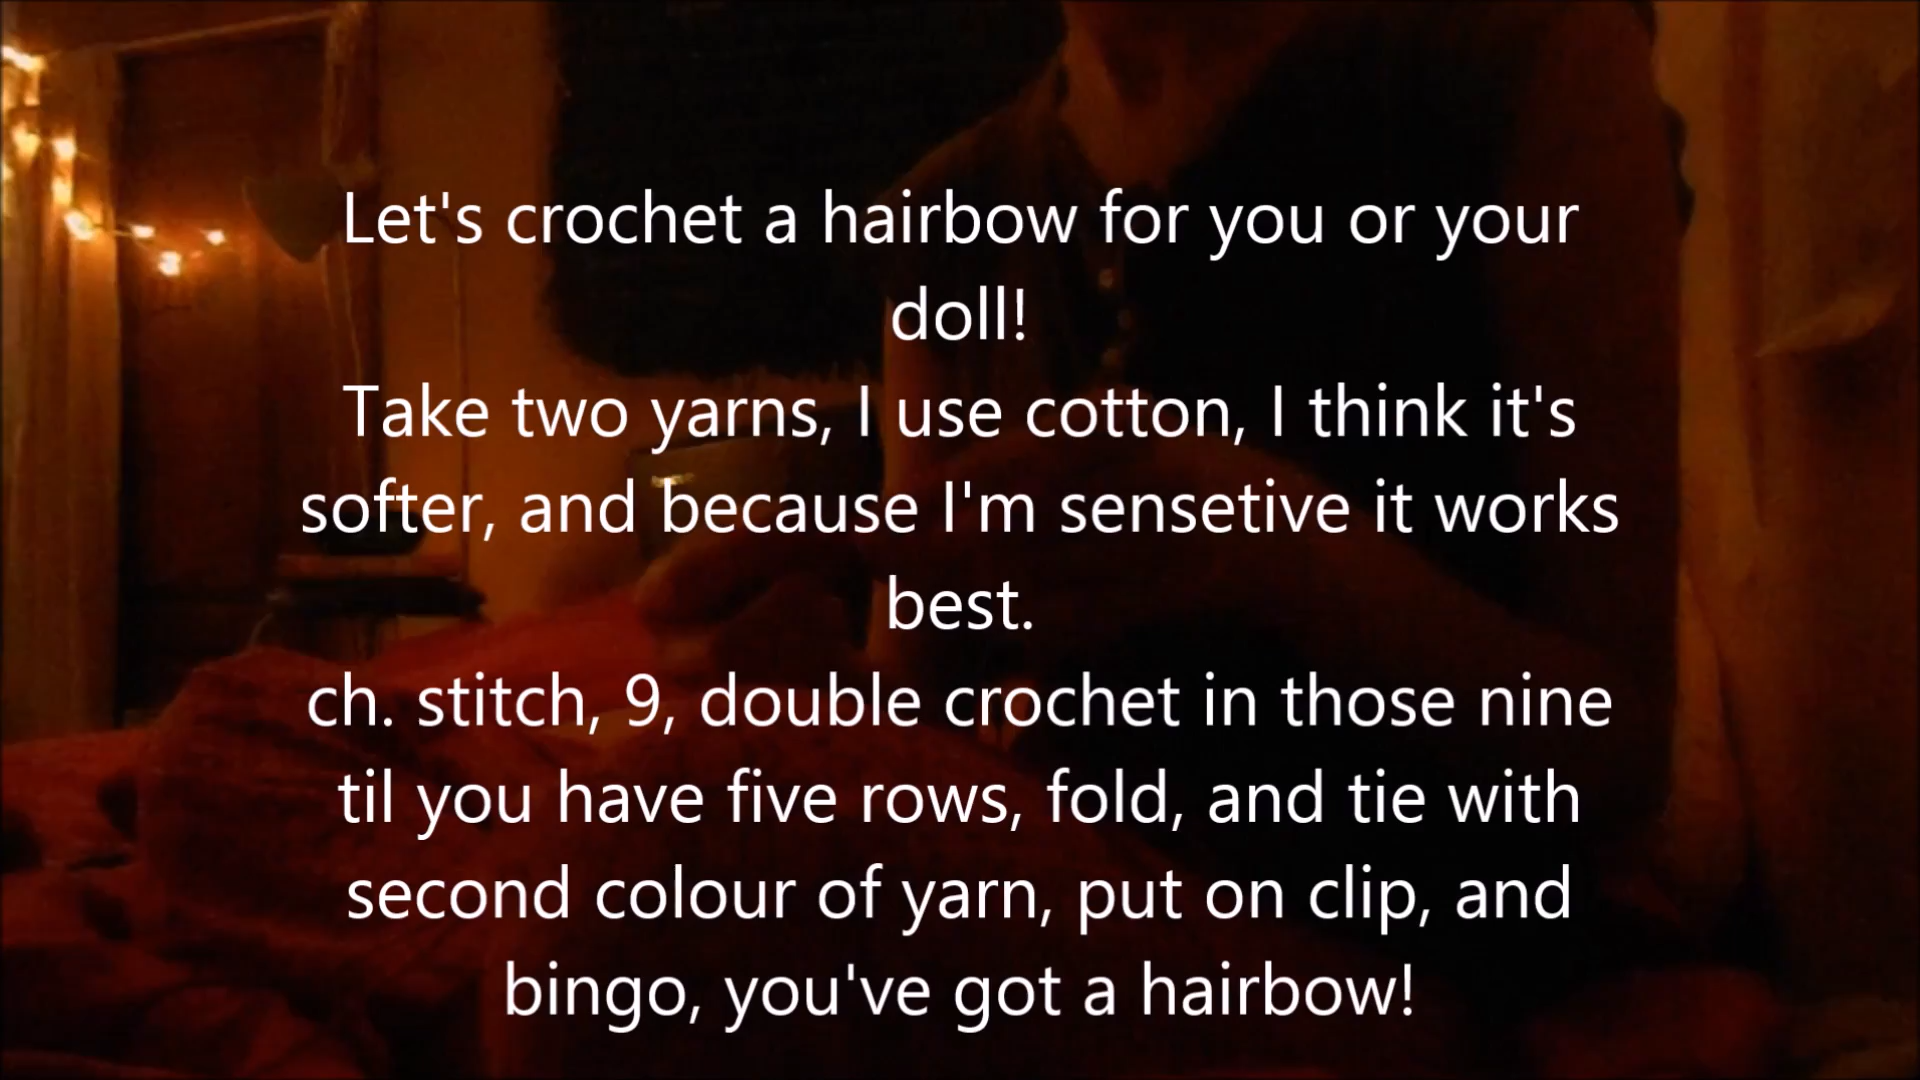 Let's crochet a hairbow for you or your
doll!
Take two yarns, I use cotton, I think it's
softer, and because I'm sensetive it works
best.
ch. stitch, 9, double crochet in those nine
til you have five rows, fold, and tie with
second colour of yarn, put on clip, and
bingo, you've got a hairbow!